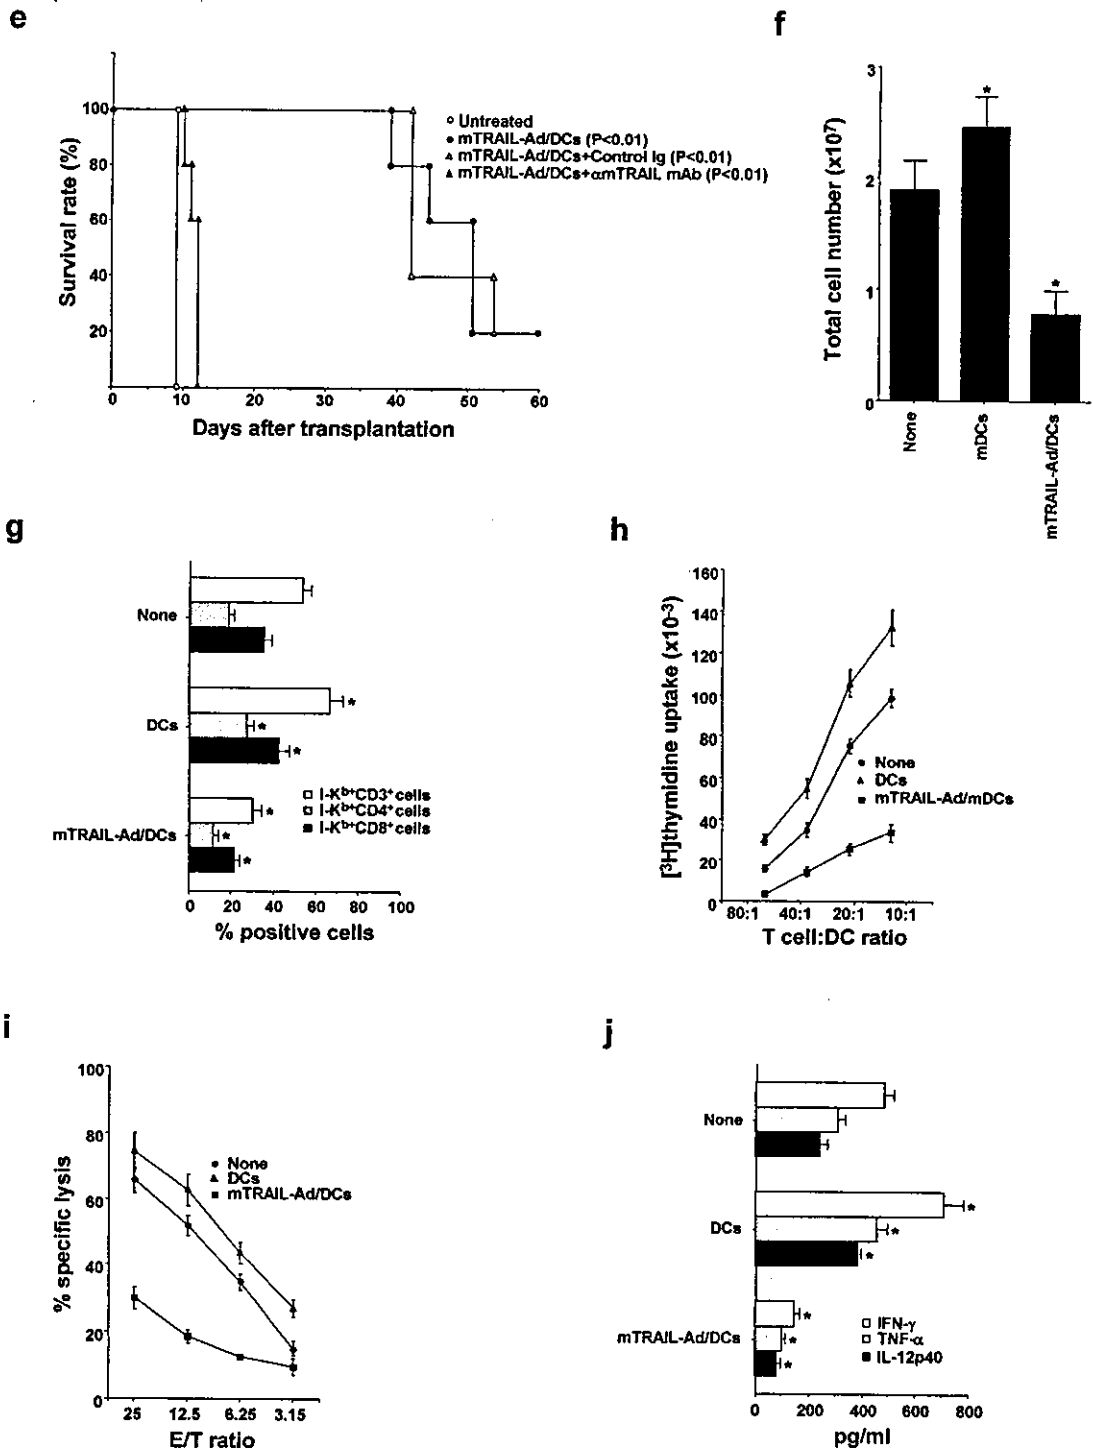 e
100
80
60
40
20
Survival rate (%)
Untreated
mTRAIL-Ad/DCs (P<0.01)
mTRAIL-Ad/DCs+Control Ig (P<0.01)
mTRAIL-Ad/DCs+αmTRAIL mAb (P<0.01)
0 10 20 30 40 50 60
Days after transplantation
f
3
2
1
0
Total cell number (x10⁷)
*
*
None
mDCs
mTRAIL-Ad/DCs
g
None
DCs
mTRAIL-Ad/DCs
*
*
*
*
*
*
I-Kᵇ⁺CD3⁺cells
I-Kᵇ⁺CD4⁺cells
I-Kᵇ⁺CD8⁺cells
0 20 40 60 80 100
% positive cells
h
160
140
120
100
80
60
40
20
0
[³H]thymidine uptake (x10⁻³)
None
DCs
mTRAIL-Ad/mDCs
80:1 40:1 20:1 10:1
T cell:DC ratio
i
100
80
60
40
20
0
% specific lysis
None
DCs
mTRAIL-Ad/DCs
25 12.5 6.25 3.15
E/T ratio
j
None
DCs
mTRAIL-Ad/DCs
*
*
*
*
*
*
IFN-γ
TNF-α
IL-12p40
0 200 400 600 800
pg/ml